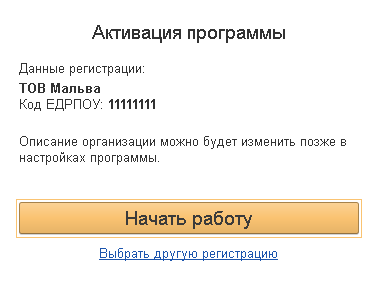 Активация программы
Данные регистрации:
ТОВ Мальва
Код ЕДРПОУ: 11111111
Описание организации можно будет изменить позже в
настройках программы.
Начать работу
Выбрать другую регистрацию